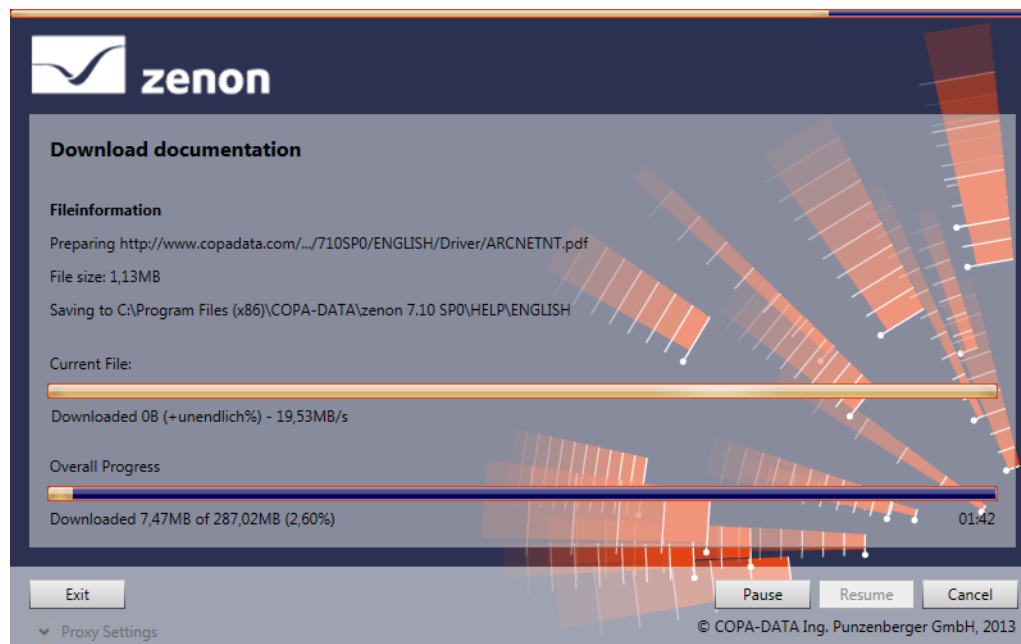 zenon
Download documentation
Fileinformation
Preparing http://www.copadata.com/.../710SP0/ENGLISH/Driver/ARCNETNT.pdf
File size: 1,13MB
Saving to C:\Program Files (x86)\COPA-DATA\zenon 7.10 SP0\HELP\ENGLISH
Current File:
Downloaded 0B (+unendlich%) - 19,53MB/s
Overall Progress
Downloaded 7,47MB of 287,02MB (2,60%) 01:42
Exit Pause Resume Cancel
Proxy Settings © COPA-DATA Ing. Punzenberger GmbH, 2013